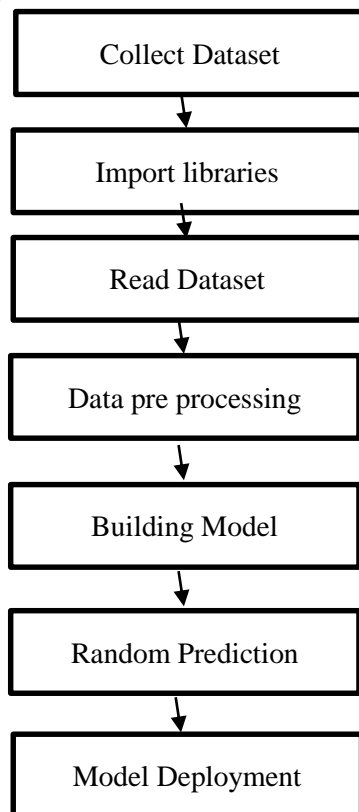 Collect Dataset
Import libraries
Read Dataset
Data pre processing
Building Model
Random Prediction
Model Deployment